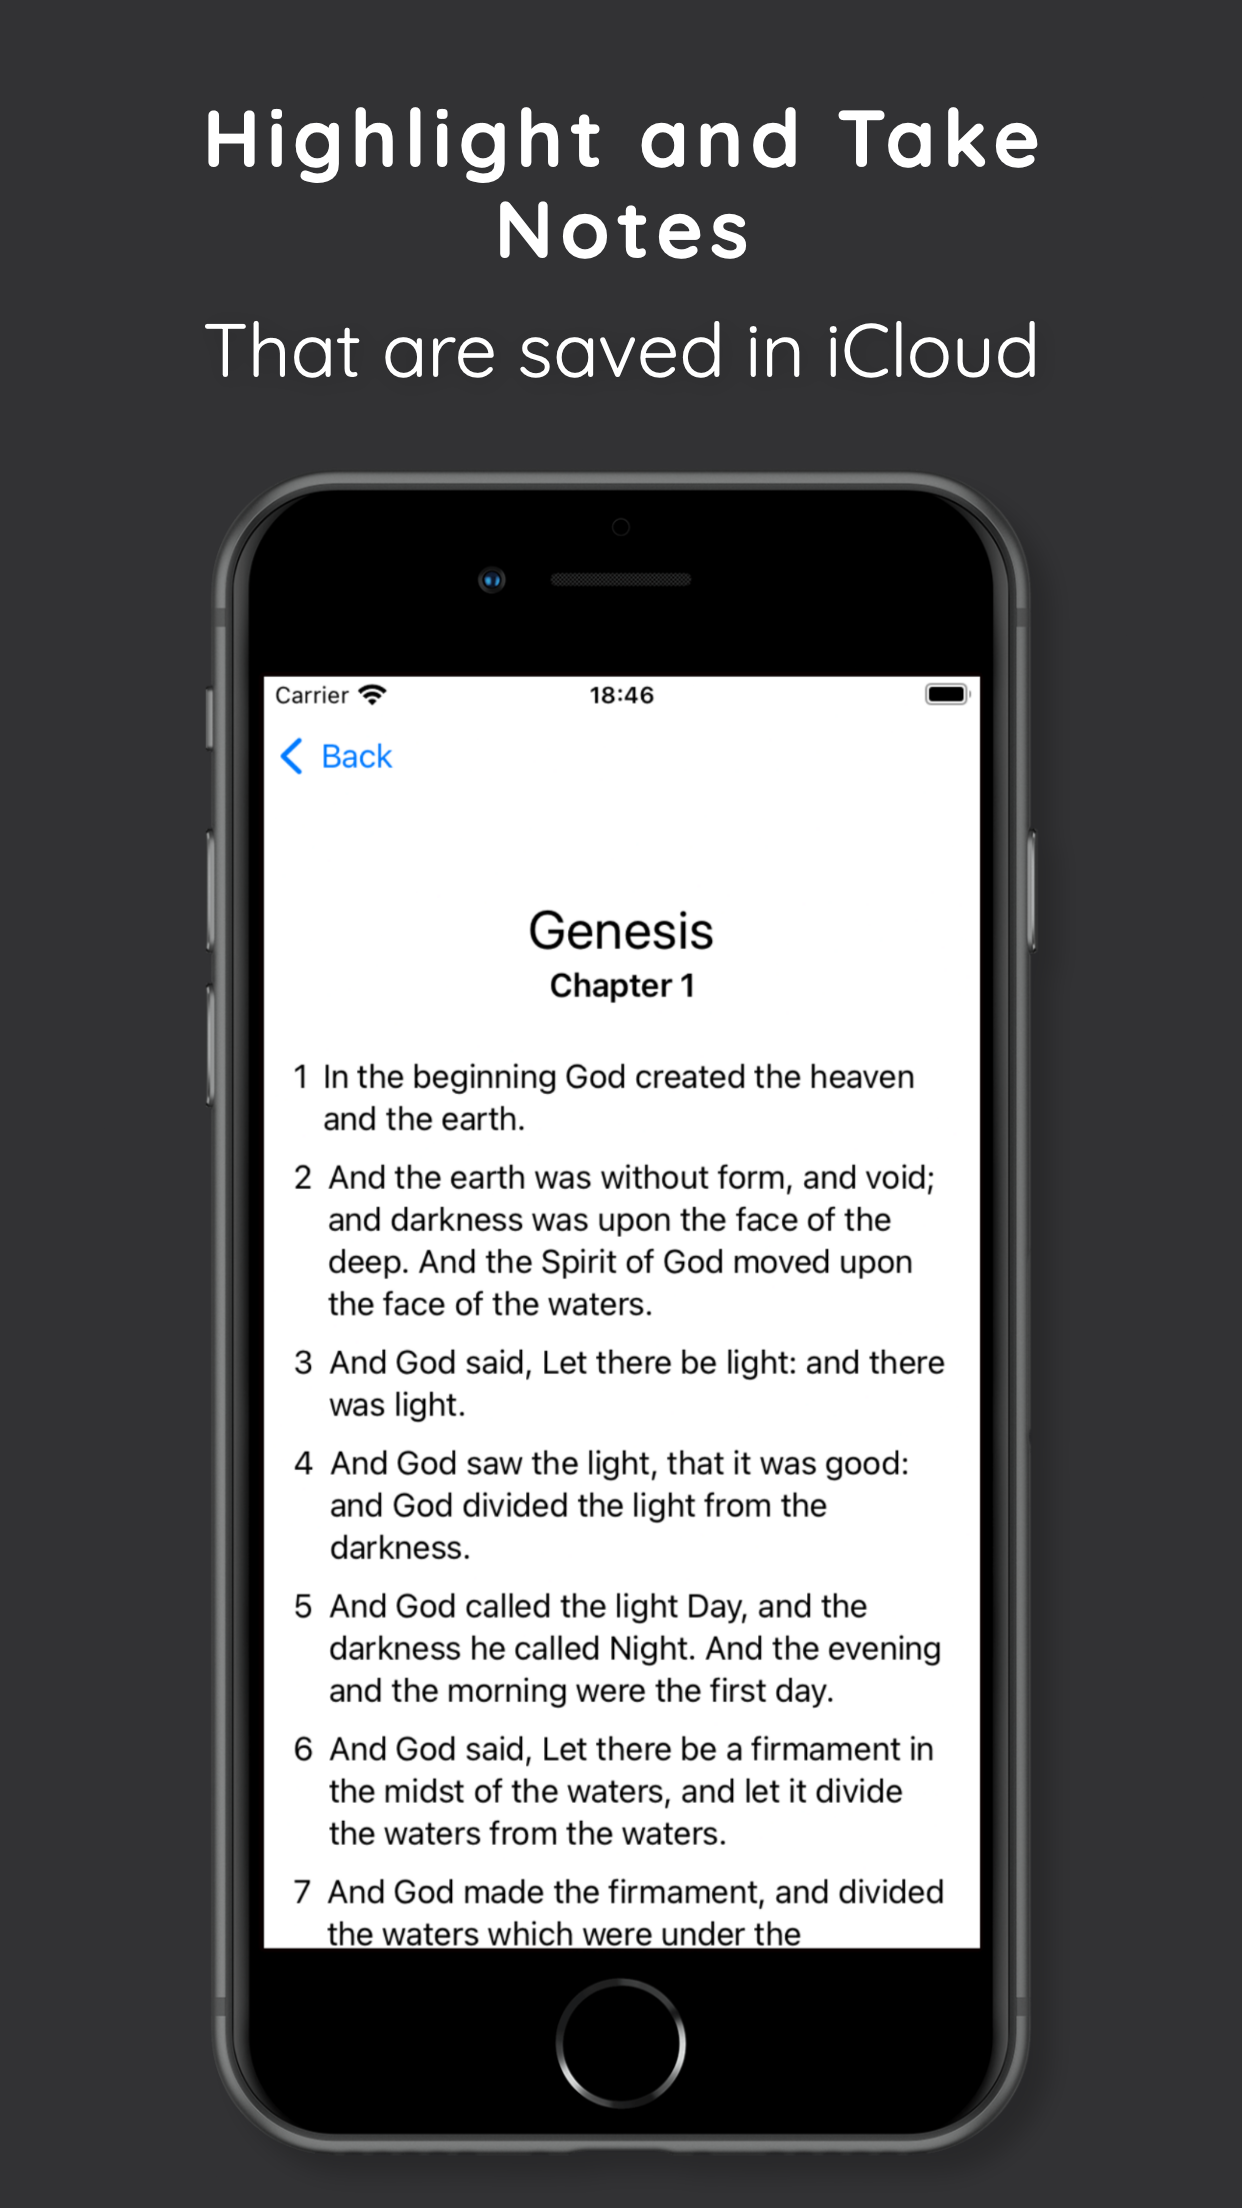 Highlight and Take
Notes
That are saved in iCloud
Carrier
18:46
Back
Genesis
Chapter 1
1 In the beginning God created the heaven
and the earth.
2 And the earth was without form, and void;
and darkness was upon the face of the
deep. And the Spirit of God moved upon
the face of the waters.
3 And God said, Let there be light: and there
was light.
4 And God saw the light, that it was good:
and God divided the light from the
darkness.
5 And God called the light Day, and the
darkness he called Night. And the evening
and the morning were the first day.
6 And God said, Let there be a firmament in
the midst of the waters, and let it divide
the waters from the waters.
7 And God made the firmament, and divided
the waters which were under the